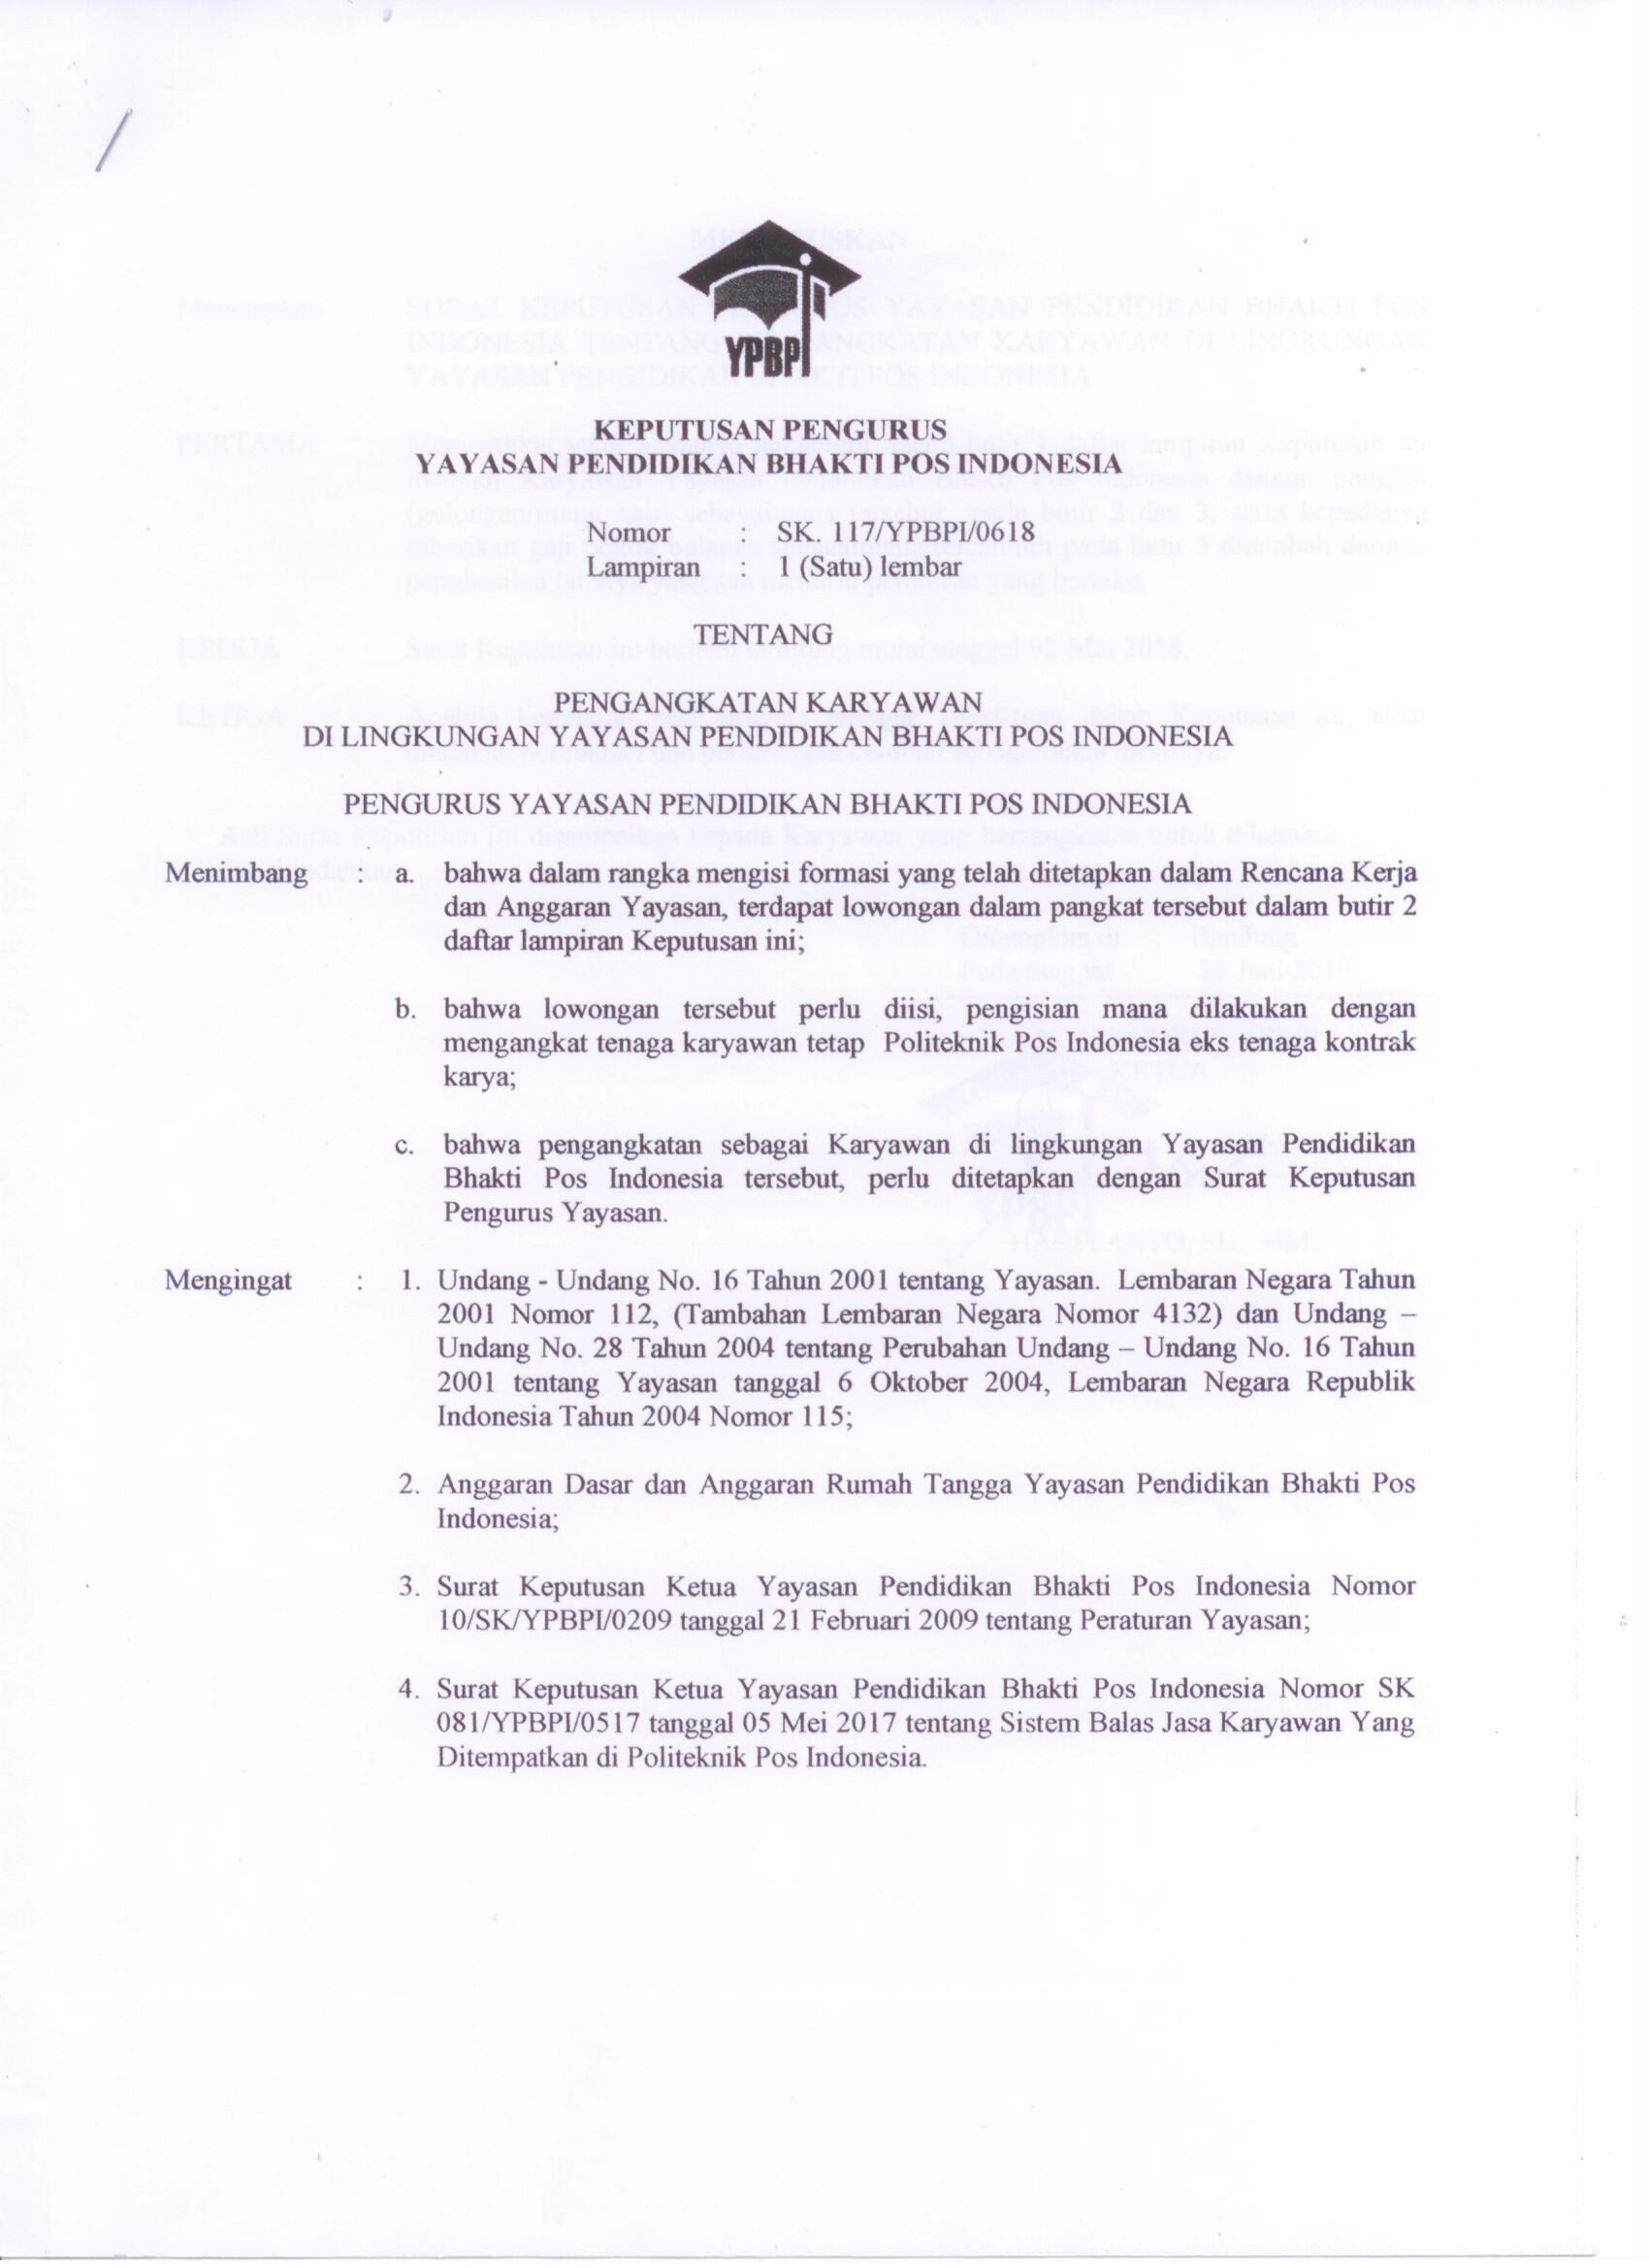 YPBP
KEPUTUSAN PENGURUS
YAYASAN PENDIDIKAN BHAKTI POS INDONESIA
Nomor : SK. 117/YPBPI/0618
Lampiran : 1 (Satu) lembar
TENTANG
PENGANGKATAN KARYAWAN
DI LINGKUNGAN YAYASAN PENDIDIKAN BHAKTI POS INDONESIA
PENGURUS YAYASAN PENDIDIKAN BHAKTI POS INDONESIA
Menimbang : a. bahwa dalam rangka mengisi formasi yang telah ditetapkan dalam Rencana Kerja
dan Anggaran Yayasan, terdapat lowongan dalam pangkat tersebut dalam butir 2
daftar lampiran Keputusan ini;
b. bahwa lowongan tersebut perlu diisi, pengisian mana dilakukan dengan
mengangkat tenaga karyawan tetap Politeknik Pos Indonesia eks tenaga kontrak
karya;
c. bahwa pengangkatan sebagai Karyawan di lingkungan Yayasan Pendidikan
Bhakti Pos Indonesia tersebut, perlu ditetapkan dengan Surat Keputusan
Pengurus Yayasan.
Mengingat : 1. Undang - Undang No. 16 Tahun 2001 tentang Yayasan. Lembaran Negara Tahun
2001 Nomor 112, (Tambahan Lembaran Negara Nomor 4132) dan Undang –
Undang No. 28 Tahun 2004 tentang Perubahan Undang – Undang No. 16 Tahun
2001 tentang Yayasan tanggal 6 Oktober 2004, Lembaran Negara Republik
Indonesia Tahun 2004 Nomor 115;
2. Anggaran Dasar dan Anggaran Rumah Tangga Yayasan Pendidikan Bhakti Pos
Indonesia;
3. Surat Keputusan Ketua Yayasan Pendidikan Bhakti Pos Indonesia Nomor
10/SK/YPBPI/0209 tanggal 21 Februari 2009 tentang Peraturan Yayasan;
4. Surat Keputusan Ketua Yayasan Pendidikan Bhakti Pos Indonesia Nomor SK
081/YPBPI/0517 tanggal 05 Mei 2017 tentang Sistem Balas Jasa Karyawan Yang
Ditempatkan di Politeknik Pos Indonesia.